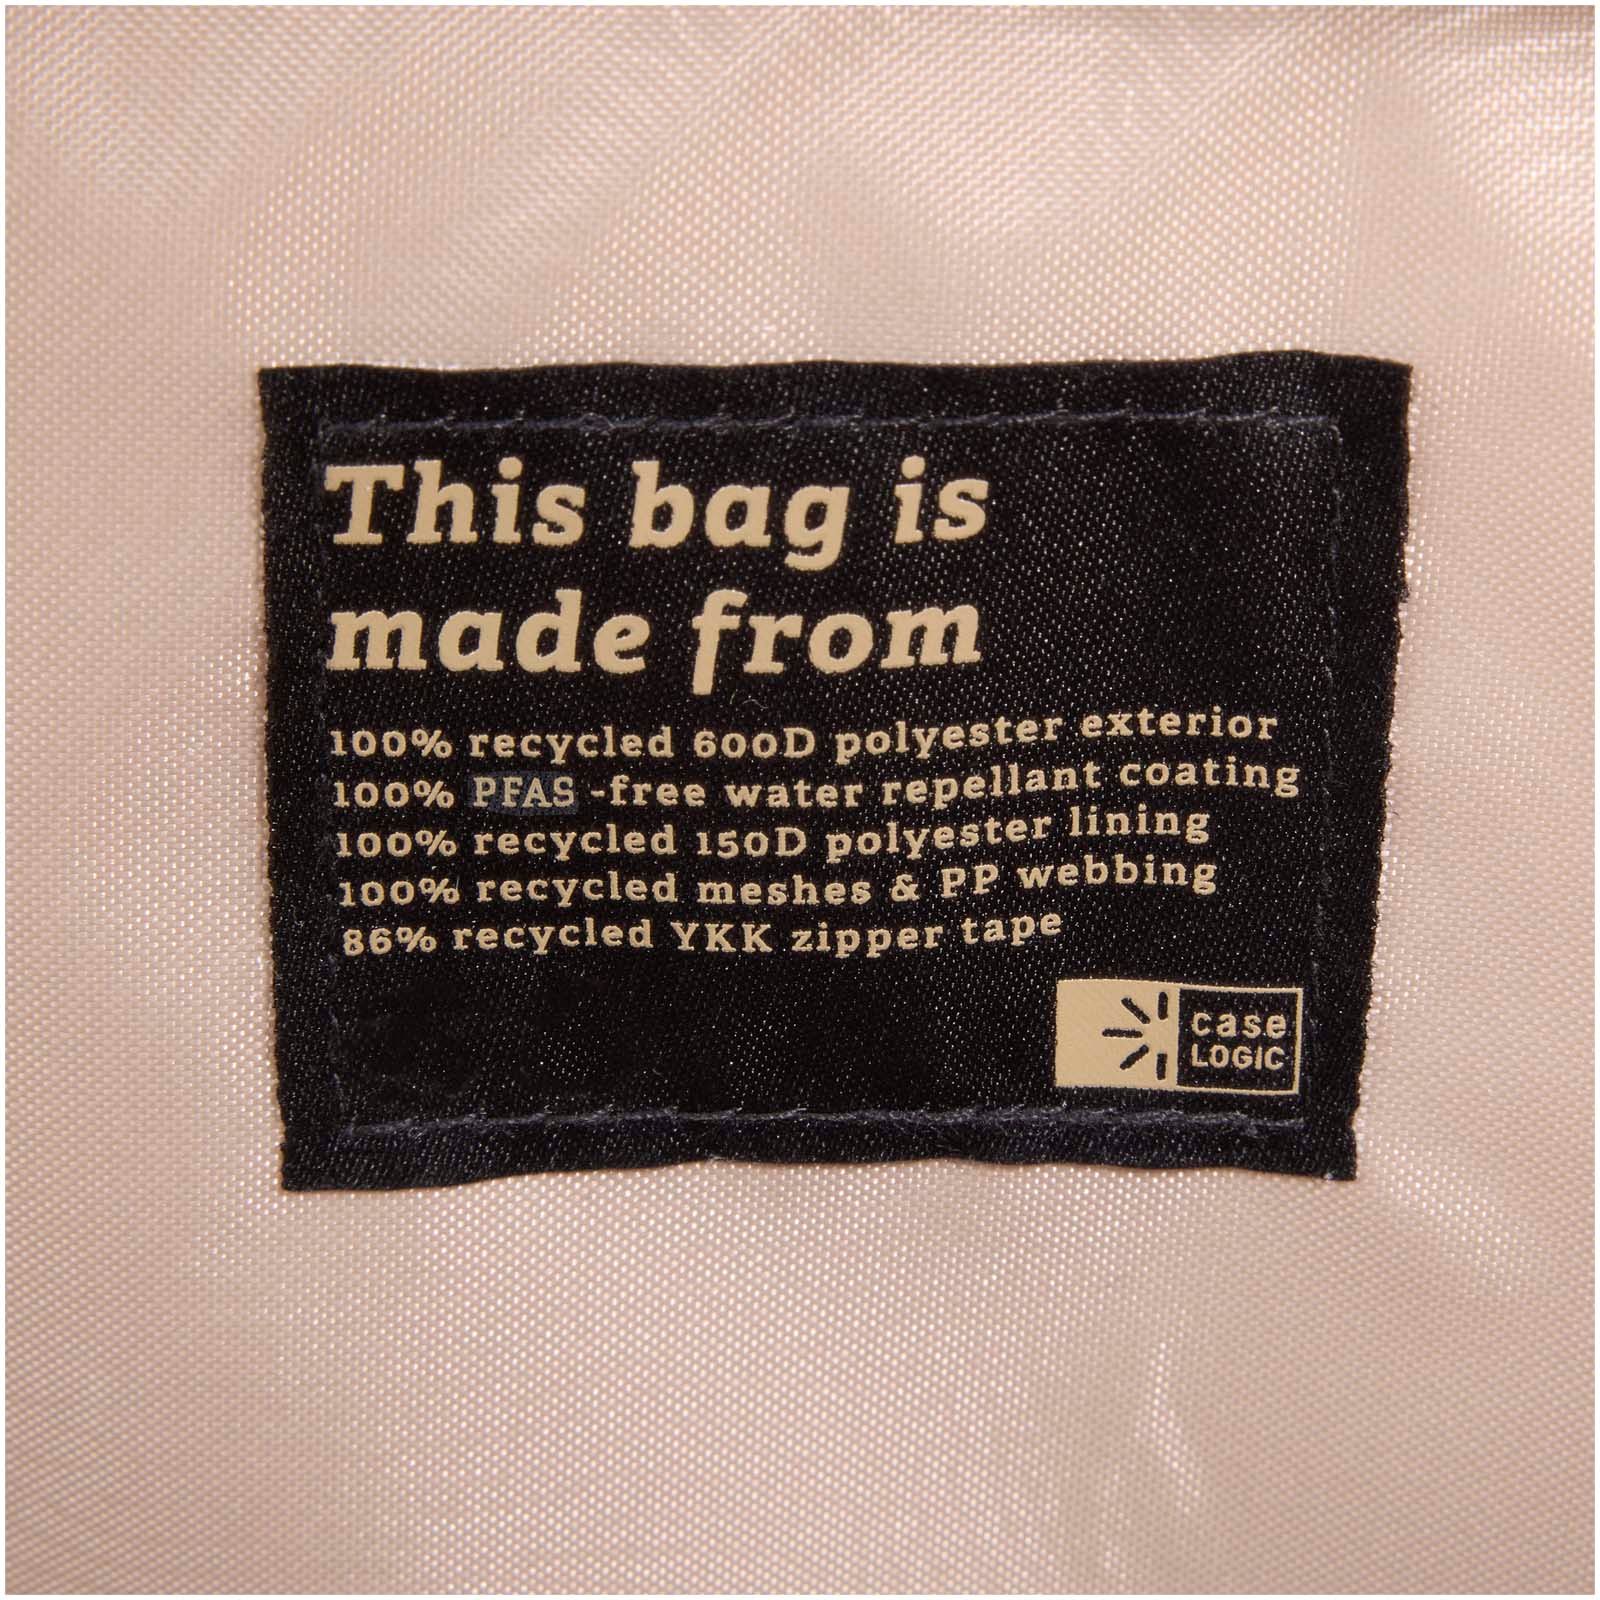 This bag is
made from
100% recycled 600D polyester exterior
100% PFAS -free water repellant coating
100% recycled 150D polyester lining
100% recycled meshes & PP webbing
86% recycled YKK zipper tape
case
LOGIC